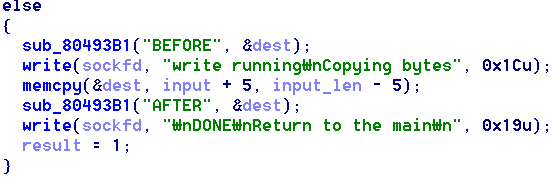 else
{
sub_80493B1("BEFORE", &dest);
write(sockfd, "write running₩nCopying bytes", 0x1Cu);
memcpy(&dest, input + 5, input_len - 5);
sub_80493B1("AFTER", &dest);
write(sockfd, "₩nDONE₩nReturn to the main₩n", 0x19u);
result = 1;
}